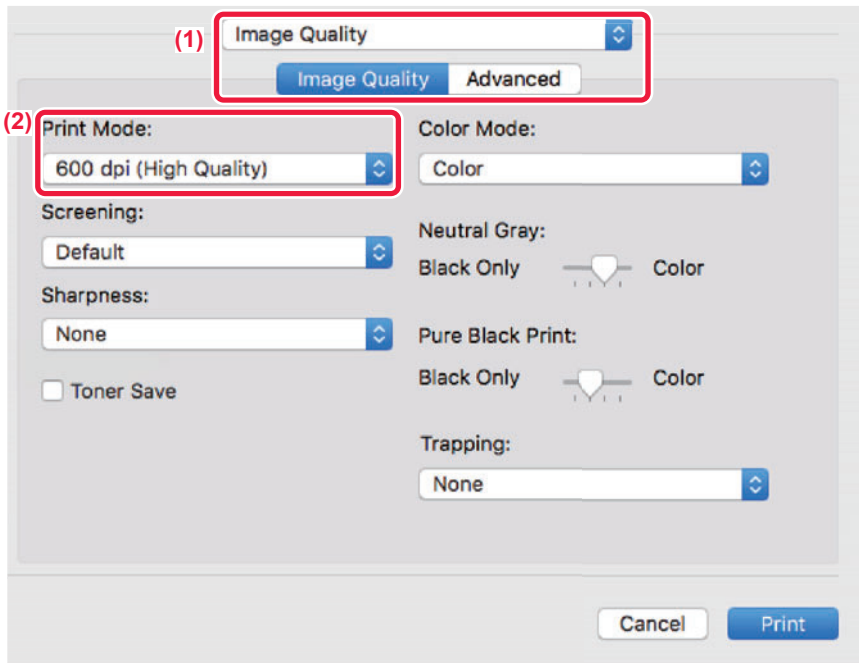 (1)
Image Quality
Image Quality Advanced
(2)
Print Mode:
600 dpi (High Quality)
Screening:
Default
Sharpness:
None
Toner Save
Color Mode:
Color
Neutral Gray:
Black Only Color
Pure Black Print:
Black Only Color
Trapping:
None
Cancel Print